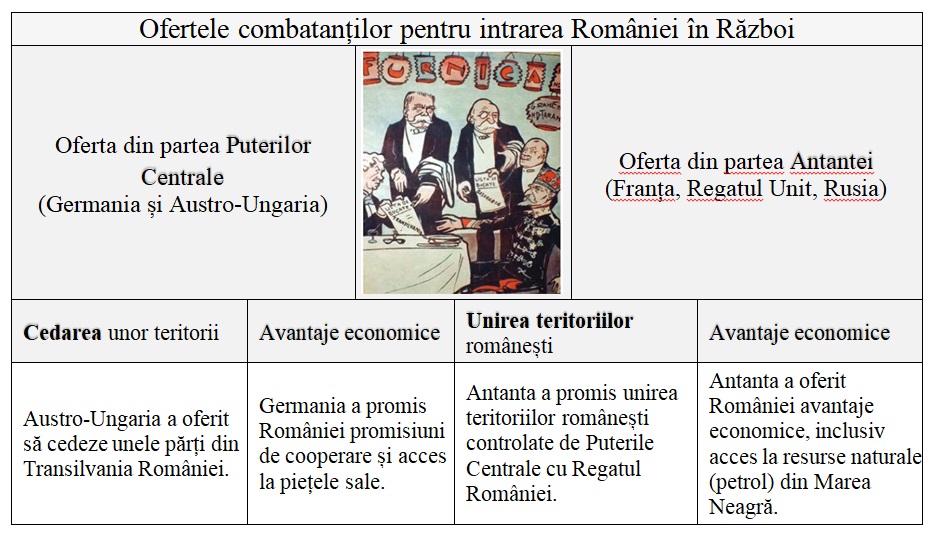 Ofertele combatanților pentru intrarea României în Război
Oferta din partea Puterilor
Centrale
(Germania și Austro-Ungaria)
FURNICA
Oferta din partea Antantei
(Franța, Regatul Unit, Rusia)
Cedarea unor teritorii
Avantaje economice
Unirea teritoriilor
românești
Avantaje economice
Austro-Ungaria a oferit
să cedeze unele părți din
Transilvania României.
Germania a promis
României promisiuni
de cooperare și acces
la piețele sale.
Antanta a promis unirea
teritoriilor românești
controlate de Puterile
Centrale cu Regatul
României.
Antanta a oferit
României avantaje
economice, inclusiv
acces la resurse naturale
(petrol) din Marea
Neagră.